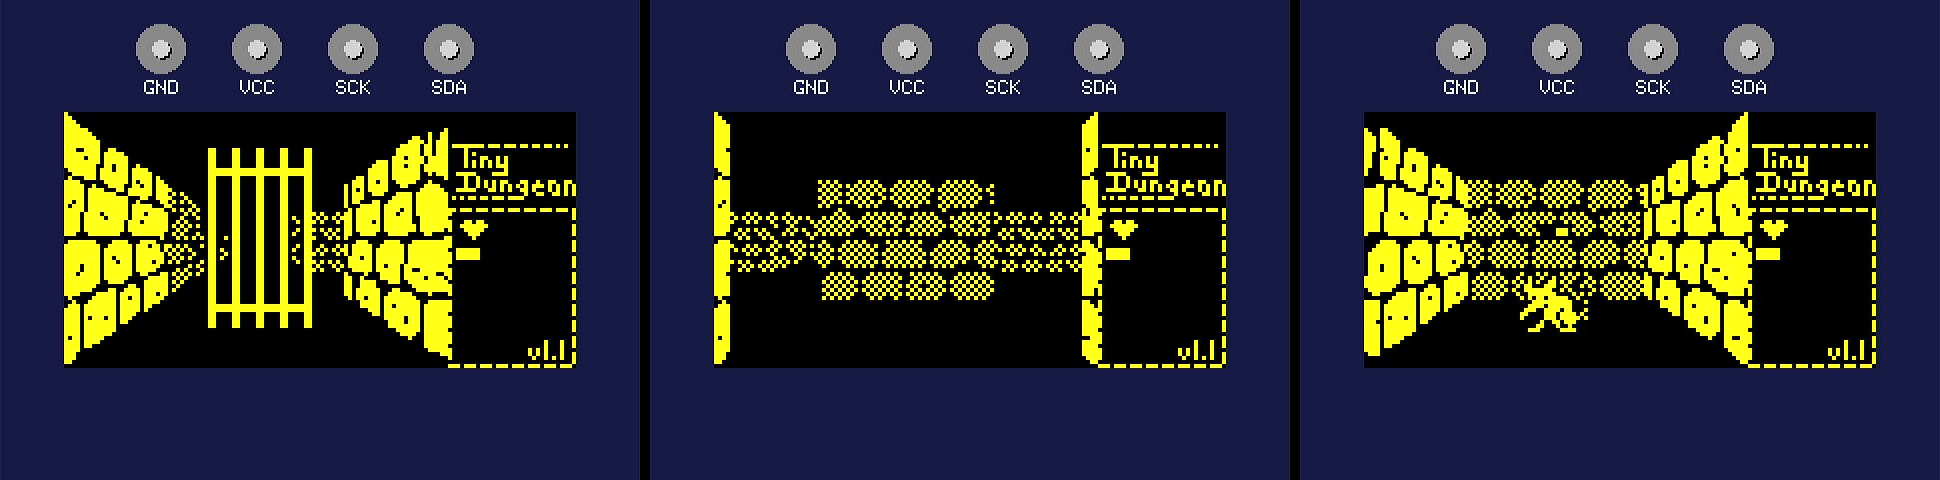 GND VCC SCK SDA
Tiny
Dungeon
v1.1
GND VCC SCK SDA
Tiny
Dungeon
v1.1
GND VCC SCK SDA
Tiny
Dungeon
v1.1